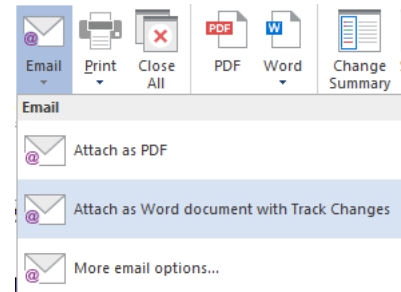 PDF
W
Email Print Close All PDF Word Change Summary
Email
@ Attach as PDF
@ Attach as Word document with Track Changes
@ More email options...